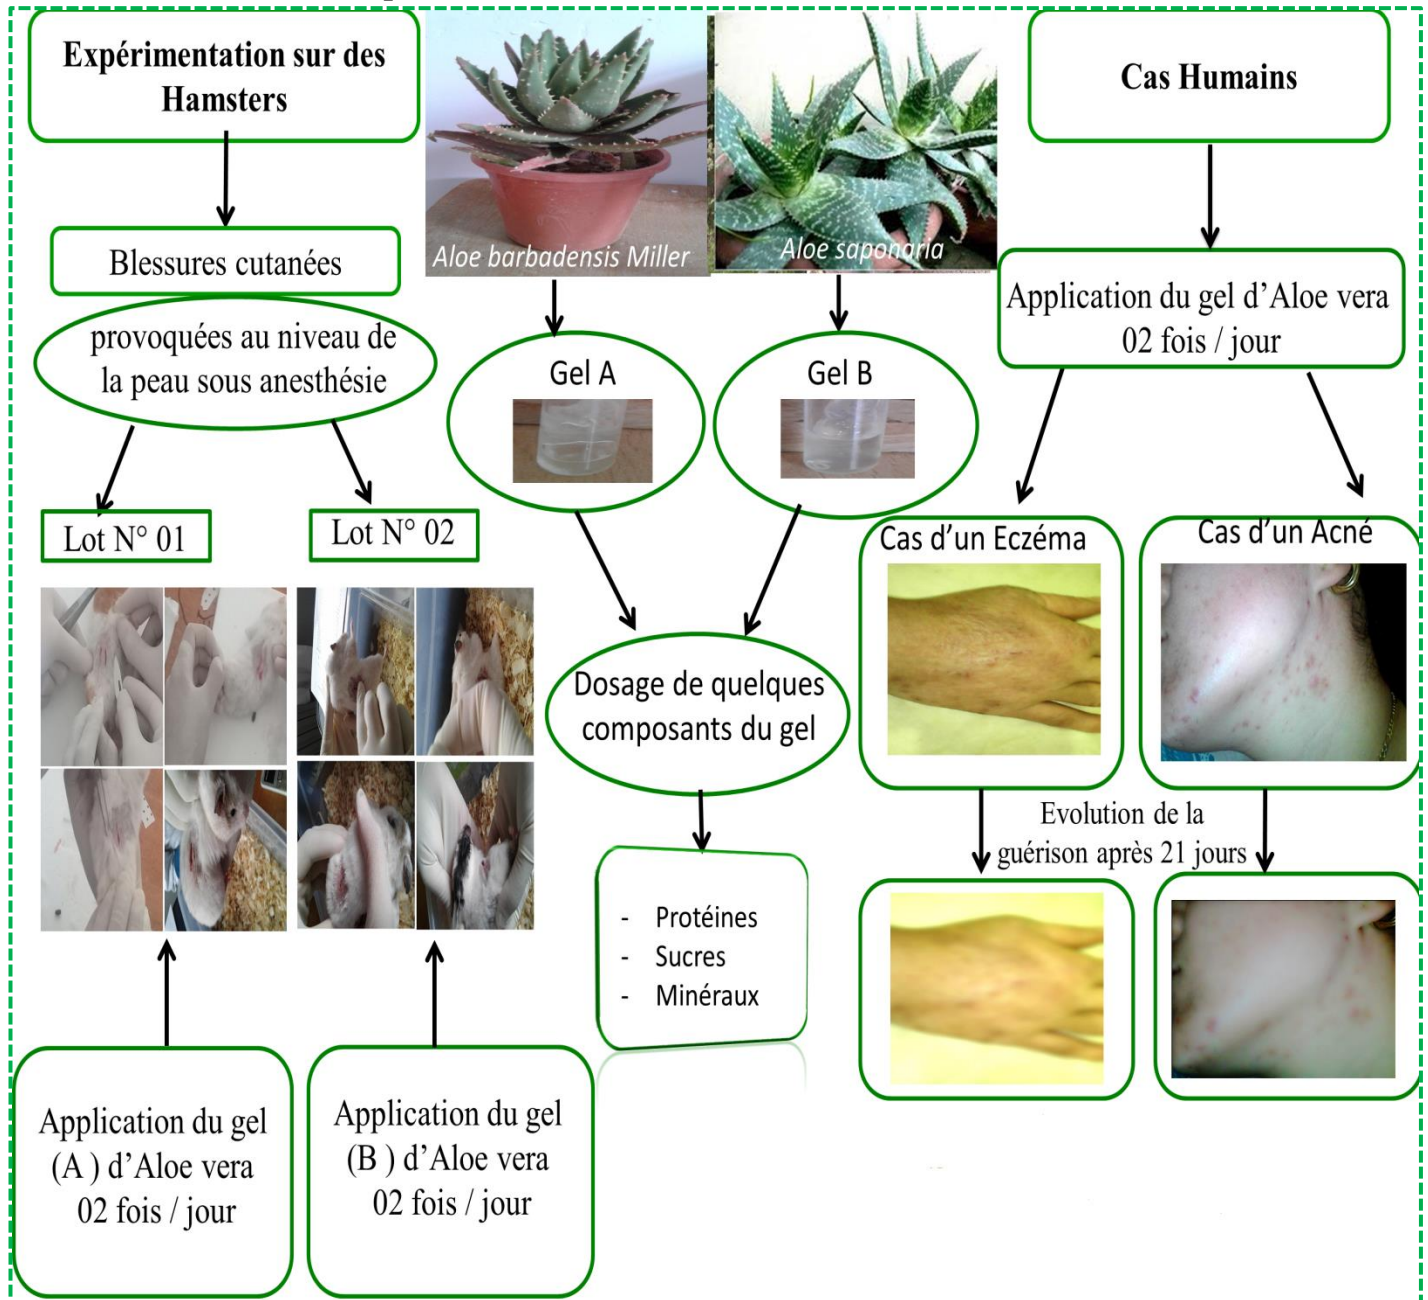 Expérimentation sur des
Hamsters
Blessures cutanées
provoquées au niveau de
la peau sous anesthésie
Lot N° 01
Lot N° 02
Application du gel
(A ) d'Aloe vera
02 fois / jour
Application du gel
(B ) d'Aloe vera
02 fois / jour
Aloe barbadensis Miller
Aloe saponaria
Gel A
Gel B
Dosage de quelques
composants du gel
- Protéines
- Sucres
- Minéraux
Cas Humains
Application du gel d'Aloe vera
02 fois / jour
Cas d'un Eczéma
Cas d'un Acné
Evolution de la
guérison après 21 jours